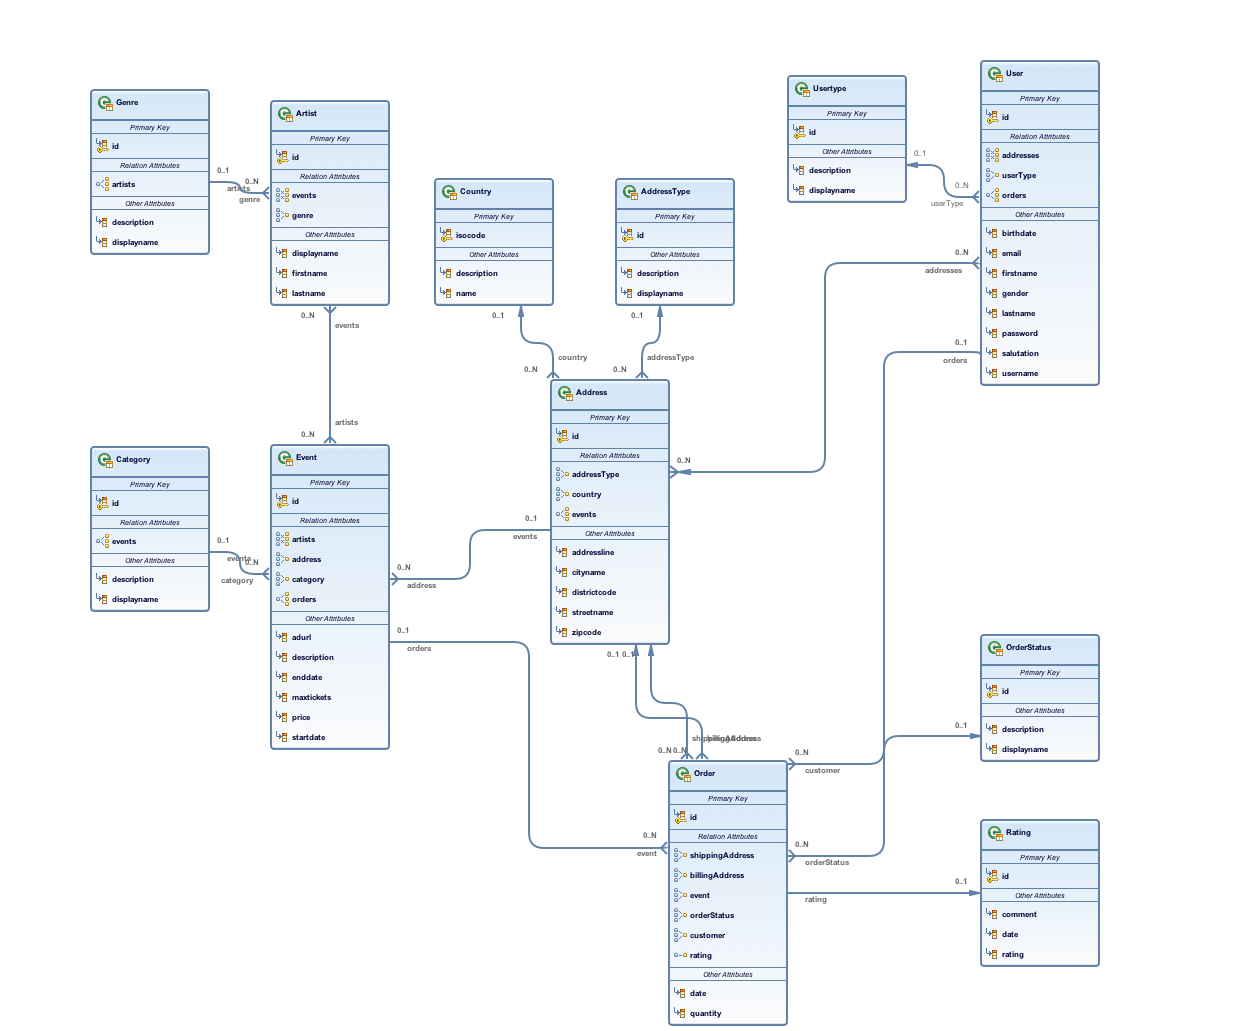 Genre
Primary Key
id
Relation Attributes
artists
Other Attributes
description
displayname
0..1
artists
0..N
genre
Artist
Primary Key
id
Relation Attributes
events
genre
Other Attributes
displayname
firstname
lastname
0..N
events
artists
0..N
Country
Primary Key
isocode
Other Attributes
description
name
0..1
country
0..N
AddressType
Primary Key
id
Other Attributes
description
displayname
0..1
addressType
0..N
Usertype
Primary Key
id
Other Attributes
description
displayname
0..1
0..N
userType
User
Primary Key
id
Relation Attributes
addresses
userType
orders
Other Attributes
birthdate
email
firstname
gender
lastname
password
salutation
username
0..N
addresses
0..1
orders
Address
Primary Key
id
Relation Attributes
addressType
country
events
Other Attributes
addressline
cityname
districtcode
streetname
zipcode
0..N
0..1
events
0..1 0..1
Category
Primary Key
id
Relation Attributes
events
Other Attributes
description
displayname
0..1
events
0..N
category
Event
Primary Key
id
Relation Attributes
artists
address
category
orders
Other Attributes
adurl
description
enddate
maxtickets
price
startdate
0..N
address
0..1
orders
shippingAddress
billingAddress
0..N 0..N
Order
Primary Key
id
Relation Attributes
shippingAddress
billingAddress
event
orderStatus
customer
rating
Other Attributes
date
quantity
0..N
event
0..N
customer
0..N
orderStatus
rating
OrderStatus
Primary Key
id
Other Attributes
description
displayname
0..1
Rating
Primary Key
id
Other Attributes
comment
date
rating
0..1